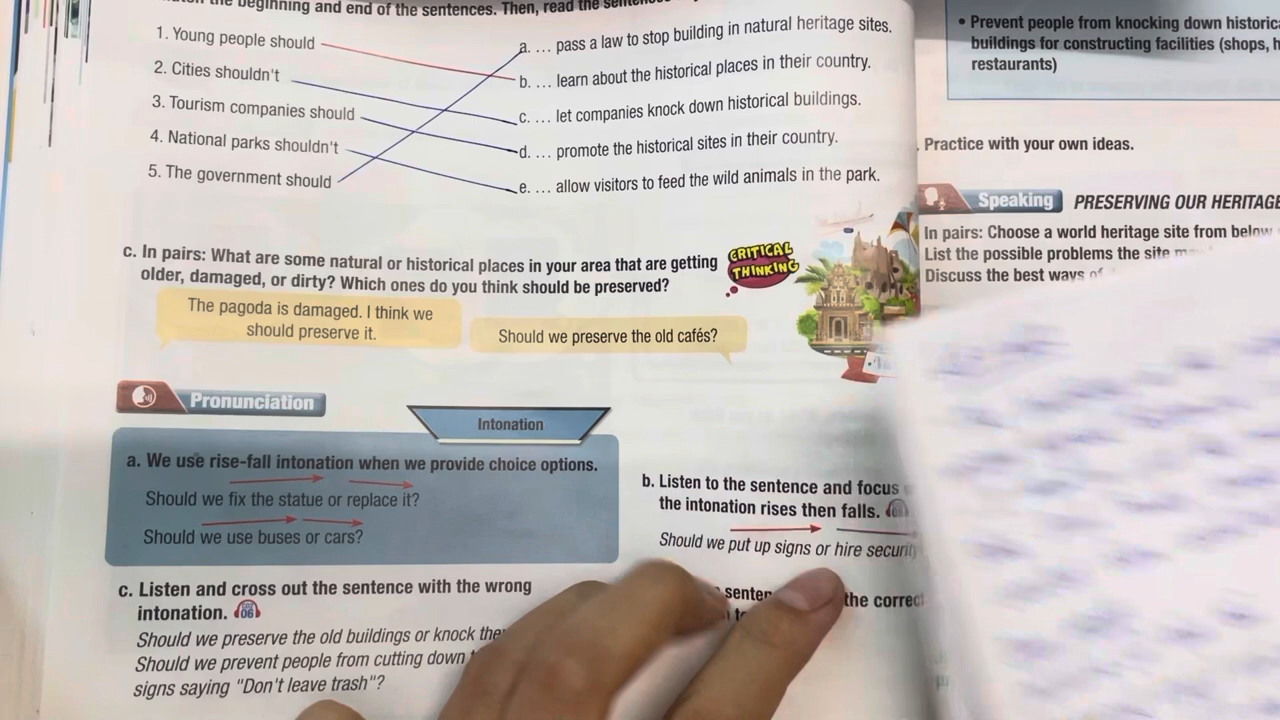 the beginning and end of the sentences. Then, read the
1. Young people should
2. Cities shouldn't
3. Tourism companies should
4. National parks shouldn't
5. The government should
a. ... pass a law to stop building in natural heritage sites.
b. ... learn about the historical places in their country.
c. ... let companies knock down historical buildings.
d. ... promote the historical sites in their country.
e. ... allow visitors to feed the wild animals in the park.
c. In pairs: What are some natural or historical places in your area that are getting
older, damaged, or dirty? Which ones do you think should be preserved?
CRITICAL
THINKING
The pagoda is damaged. I think we
should preserve it.
Should we preserve the old cafés?
Pronunciation
Intonation
a. We use rise-fall intonation when we provide choice options.
Should we fix the statue or replace it?
Should we use buses or cars?
b. Listen to the sentence and focus
the intonation rises then falls.
Should we put up signs or hire security
c. Listen and cross out the sentence with the wrong
intonation. 06
Should we preserve the old buildings or knock
Should we prevent people from cutting down
signs saying "Don't leave trash"?
the correct
• Prevent people from knocking down
buildings for constructing facilities (shops,
restaurants)
. Practice with your own ideas.
Speaking PRESERVING OUR HERITAGE
In pairs: Choose a world heritage site from below
List the possible problems the site
Discuss the best ways